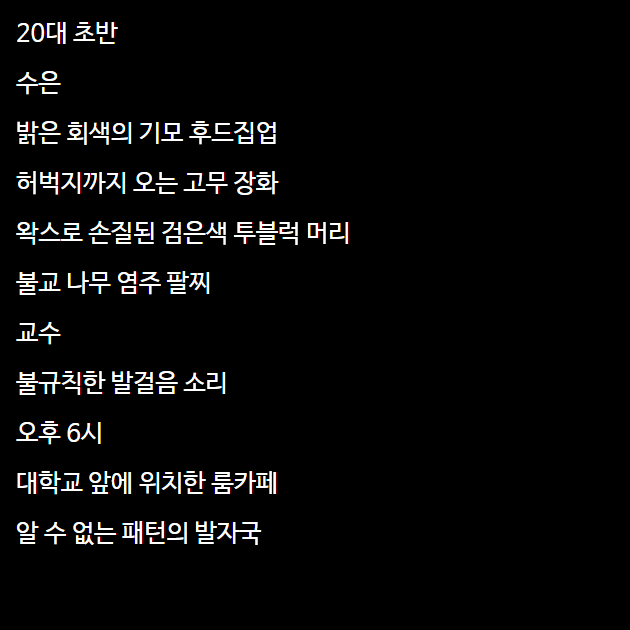 20대 초반
수은
밝은 회색의 기모 후드집업
허벅지까지 오는 고무 장화
왁스로 손질된 검은색 투블럭 머리
불교 나무 염주 팔찌
교수
불규칙한 발걸음 소리
오후 6시
대학교 앞에 위치한 룸카페
알 수 없는 패턴의 발자국